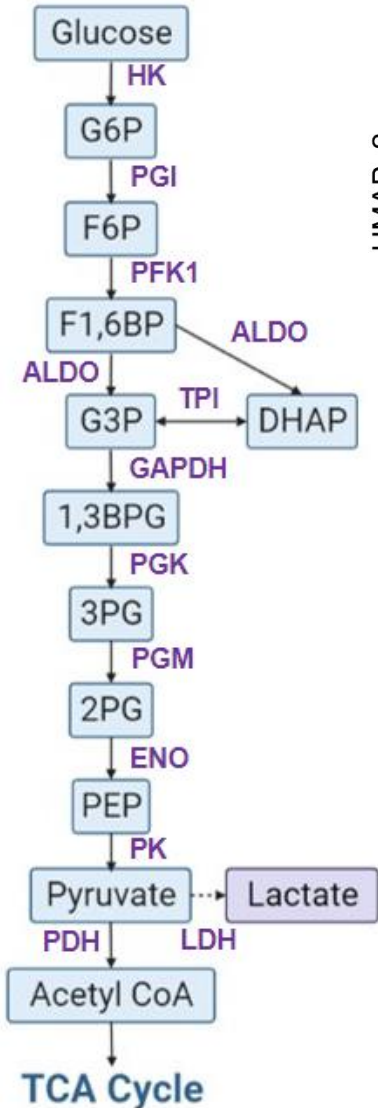 Glucose
HK
G6P
PGI
F6P
PFK1
F1,6BP
ALDO
ALDO
TPI
G3P
DHAP
GAPDH
1,3BPG
PGK
3PG
PGM
2PG
ENO
PEP
PK
Pyruvate
Lactate
PDH
LDH
Acetyl CoA
TCA Cycle